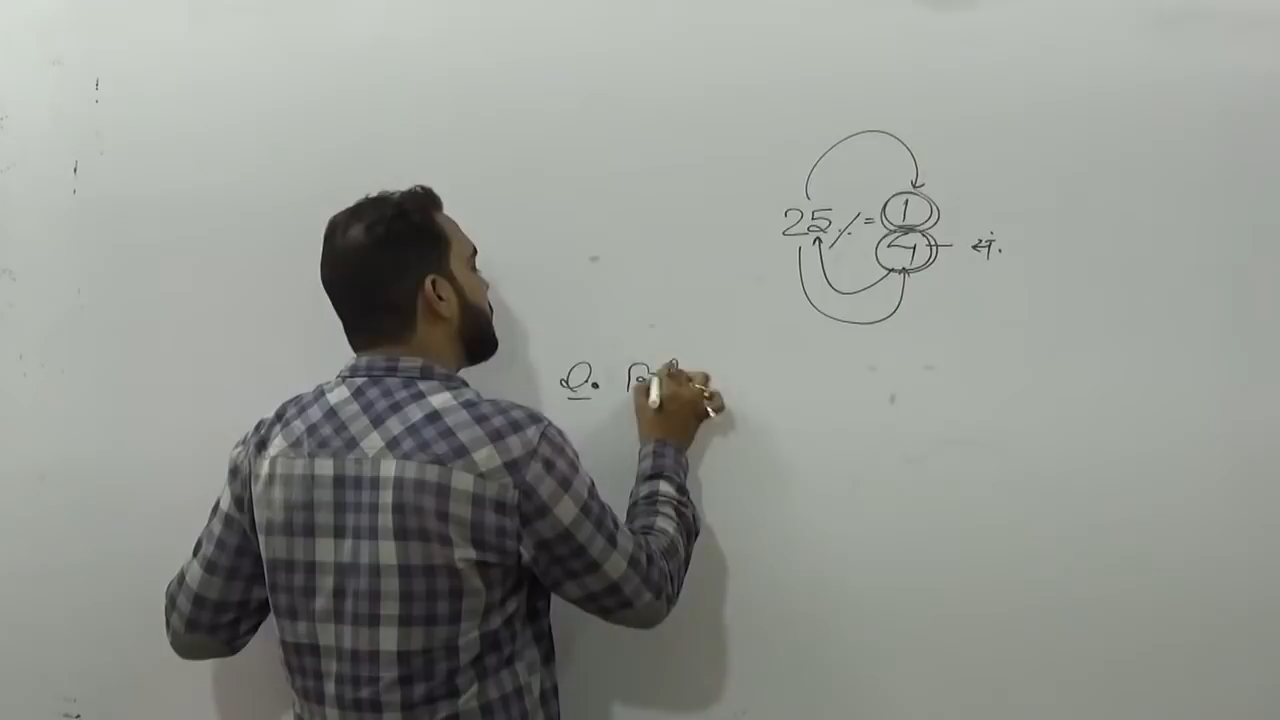 25% = 1/4 सं.
Q. कि